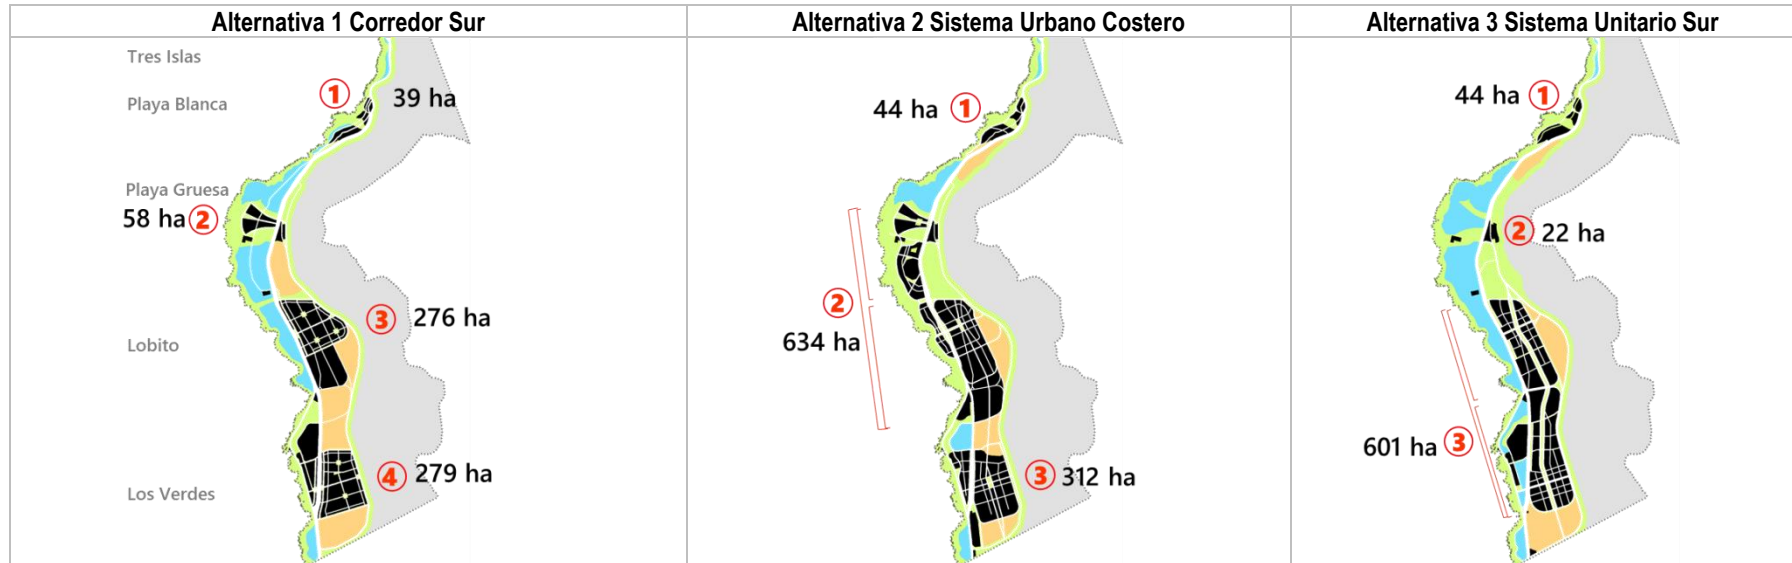 Alternativa 1 Corredor Sur
Tres Islas
Playa Blanca
1
39 ha
Playa Gruesa
58 ha 2
3 276 ha
Lobito
4 279 ha
Los Verdes
Alternativa 2 Sistema Urbano Costero
44 ha 1
2
634 ha
3 312 ha
Alternativa 3 Sistema Unitario Sur
44 ha 1
2 22 ha
601 ha 3